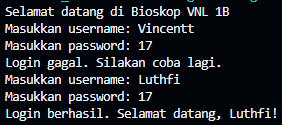 Selamat datang di Bioskop VNL 1B
Masukkan username: Vincentt
Masukkan password: 17
Login gagal. Silakan coba lagi.
Masukkan username: Luthfi
Masukkan password: 17
Login berhasil. Selamat datang, Luthfi!